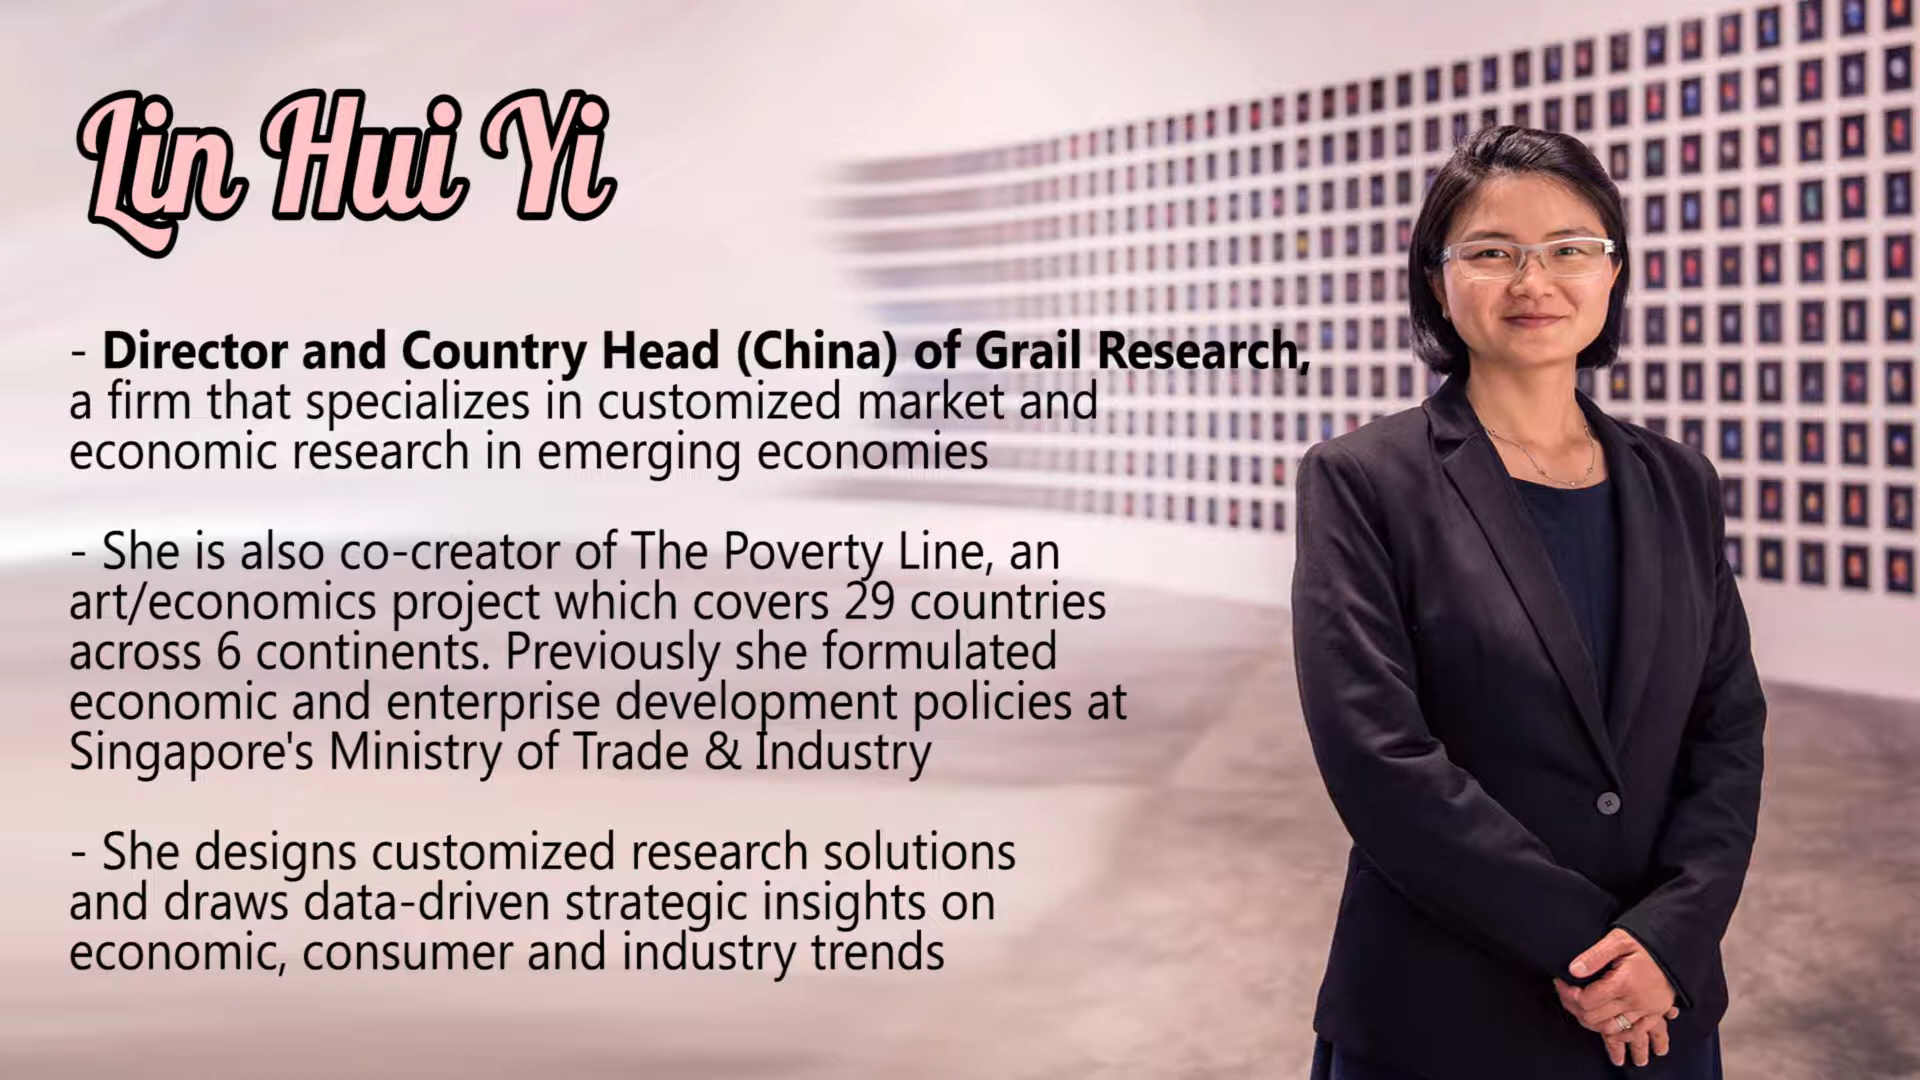 Lin Hui Yi
- Director and Country Head (China) of Grail Research,
a firm that specializes in customized market and
economic research in emerging economies
- She is also co-creator of The Poverty Line, an
art/economics project which covers 29 countries
across 6 continents. Previously she formulated
economic and enterprise development policies at
Singapore's Ministry of Trade & Industry
- She designs customized research solutions
and draws data-driven strategic insights on
economic, consumer and industry trends